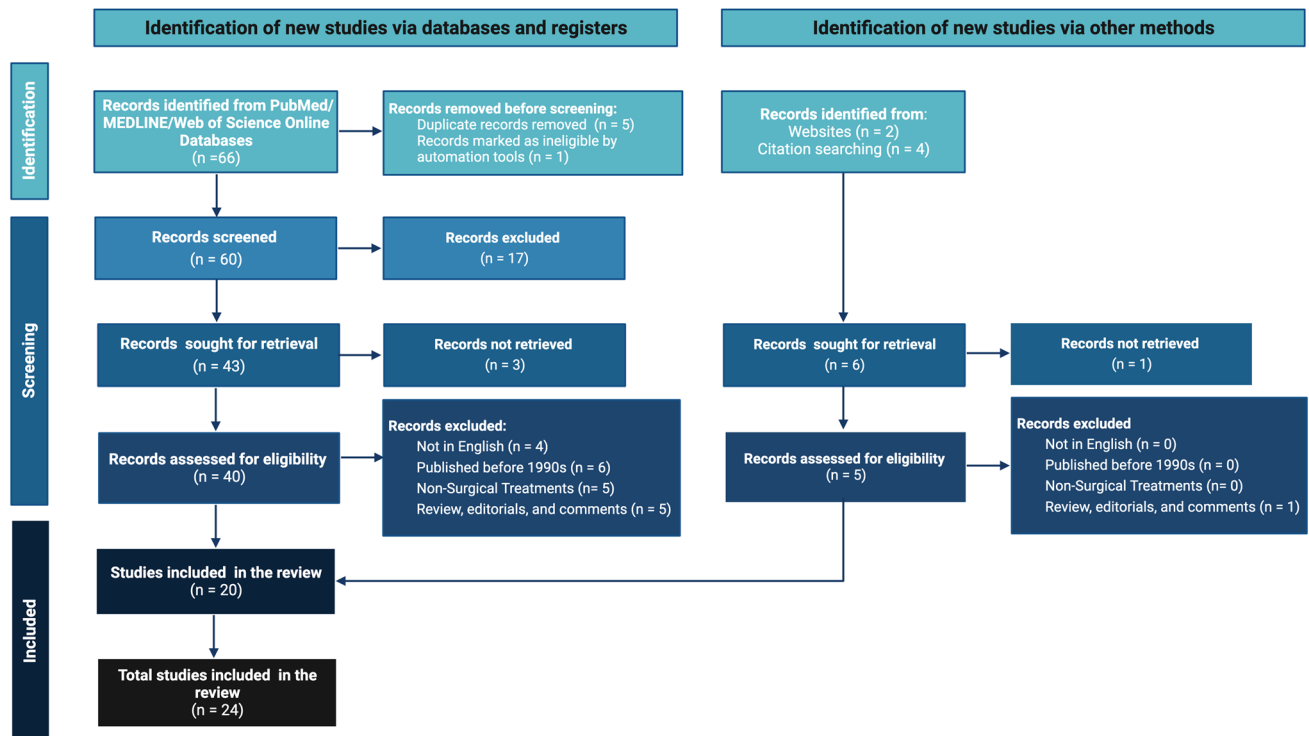 Identification of new studies via databases and registers
Identification of new studies via other methods
Identification
Records identified from PubMed/
MEDLINE/Web of Science Online
Databases
(n =66)
Records removed before screening:
Duplicate records removed (n = 5)
Records marked as ineligible by
automation tools (n = 1)
Records identified from:
Websites (n = 2)
Citation searching (n = 4)
Screening
Records screened
(n = 60)
Records excluded
(n = 17)
Records sought for retrieval
(n = 43)
Records not retrieved
(n = 3)
Records sought for retrieval
(n = 6)
Records not retrieved
(n = 1)
Records assessed for eligibility
(n = 40)
Records excluded:
Not in English (n = 4)
Published before 1990s (n = 6)
Non-Surgical Treatments (n= 5)
Review, editorials, and comments (n = 5)
Records assessed for eligibility
(n = 5)
Records excluded
Not in English (n = 0)
Published before 1990s (n = 0)
Non-Surgical Treatments (n= 0)
Review, editorials, and comments (n = 1)
Included
Studies included in the review
(n = 20)
Total studies included in the
review
(n = 24)